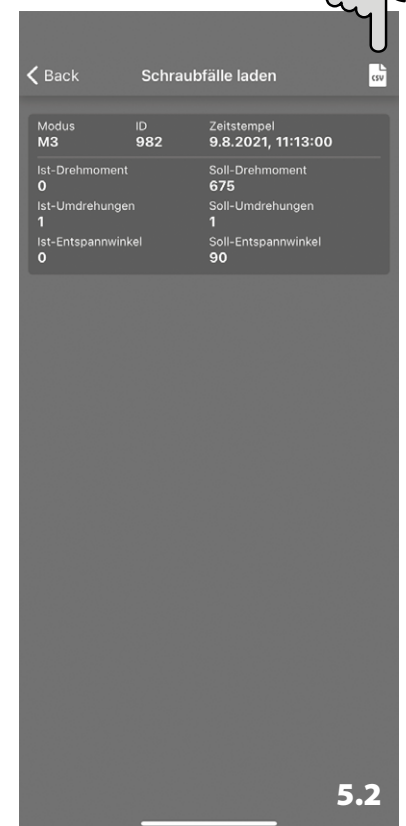 Back Schraubfälle laden CSV
Modus ID Zeitstempel
M3 982 9.8.2021, 11:13:00
Ist-Drehmoment Soll-Drehmoment
0 675
Ist-Umdrehungen Soll-Umdrehungen
1 1
Ist-Entspannwinkel Soll-Entspannwinkel
0 90
5.2